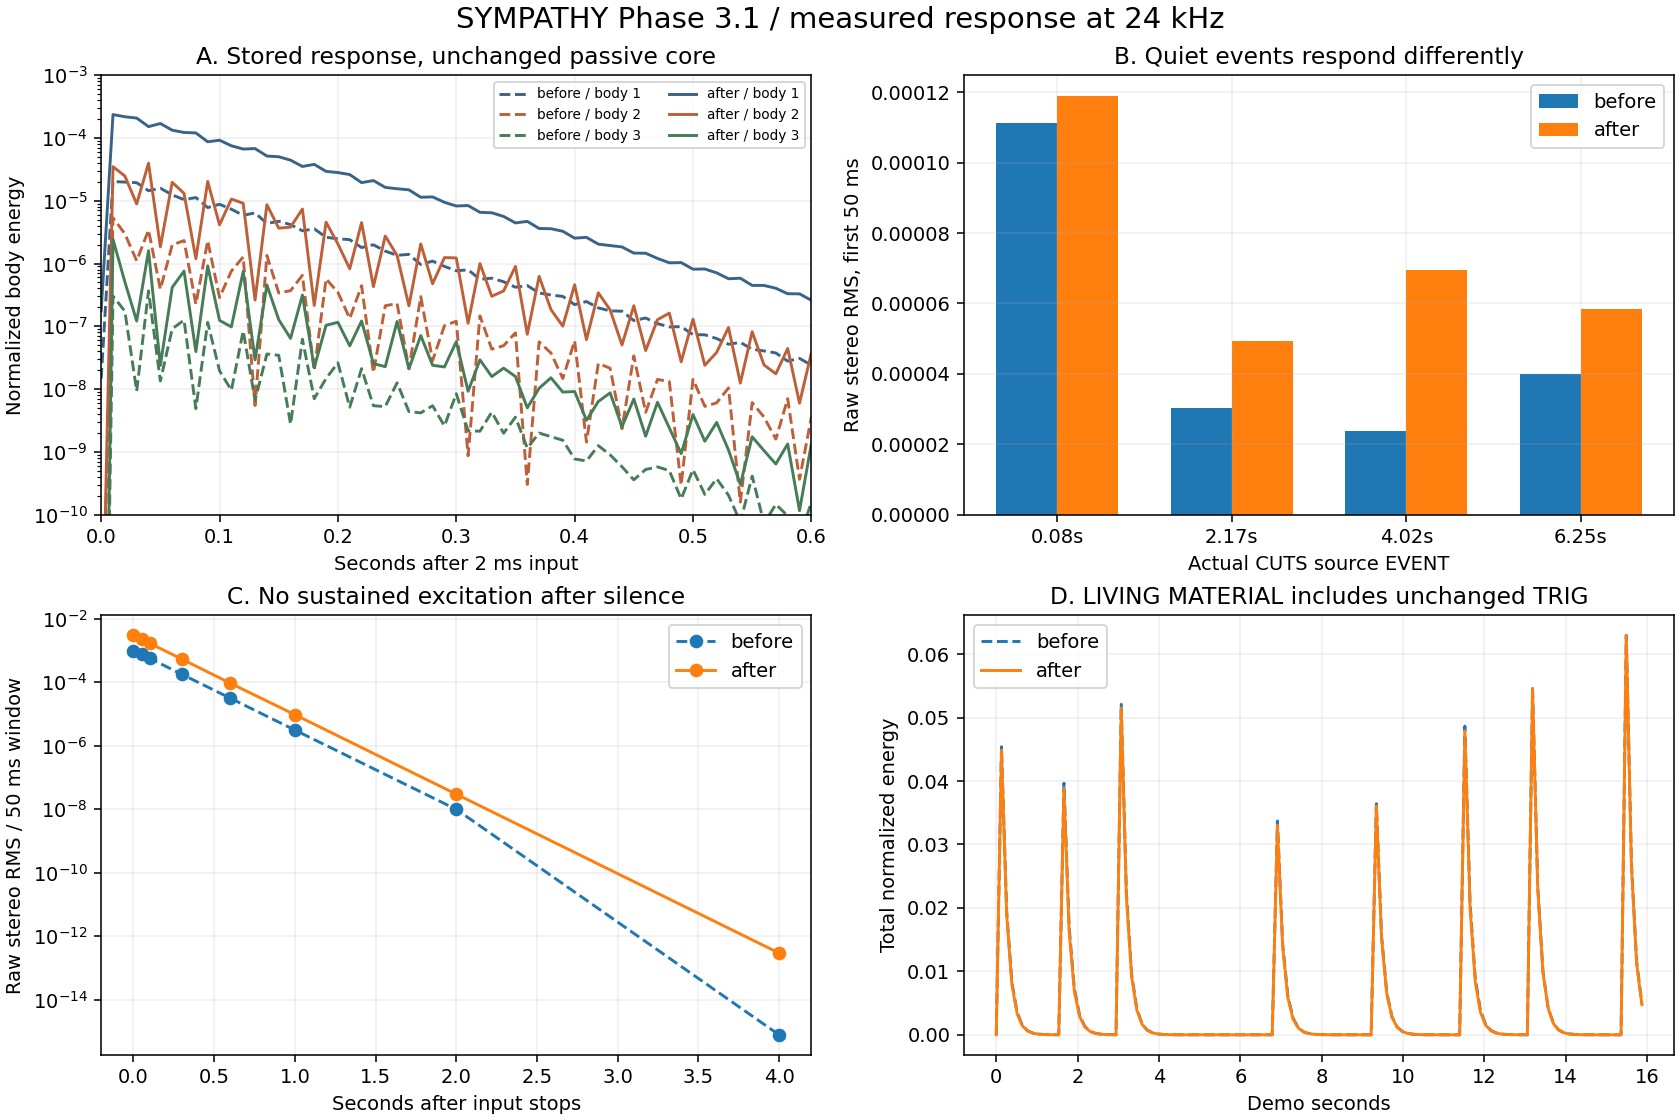 SYMPATHY Phase 3.1 / measured response at 24 kHz
A. Stored response, unchanged passive core
10⁻³
10⁻⁴
10⁻⁵
10⁻⁶
10⁻⁷
10⁻⁸
10⁻⁹
10⁻¹⁰
Normalized body energy
before / body 1
before / body 2
before / body 3
after / body 1
after / body 2
after / body 3
0.0 0.1 0.2 0.3 0.4 0.5 0.6
Seconds after 2 ms input
B. Quiet events respond differently
0.00012
0.00010
0.00008
0.00006
0.00004
0.00002
0.00000
Raw stereo RMS, first 50 ms
before
after
0.08s 2.17s 4.02s 6.25s
Actual CUTS source EVENT
C. No sustained excitation after silence
10⁻²
10⁻⁴
10⁻⁶
10⁻⁸
10⁻¹⁰
10⁻¹²
10⁻¹⁴
Raw stereo RMS / 50 ms window
before
after
0.0 0.5 1.0 1.5 2.0 2.5 3.0 3.5 4.0
Seconds after input stops
D. LIVING MATERIAL includes unchanged TRIG
0.06
0.05
0.04
0.03
0.02
0.01
0.00
Total normalized energy
before
after
0 2 4 6 8 10 12 14 16
Demo seconds